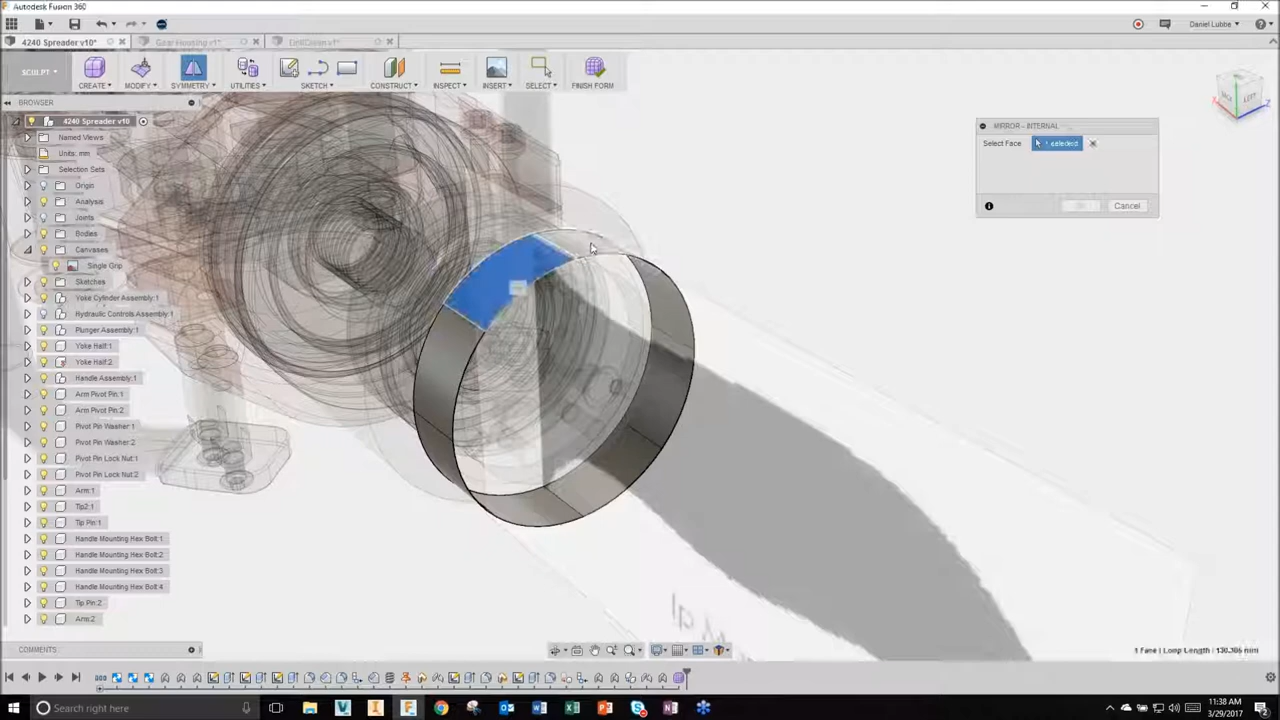 Autodesk Fusion 360
Daniel Lubbe
4240 Spreader v10*
Gear Housing v1*
SCULPT
CREATE
MODIFY
SYMMETRY
UTILITIES
SKETCH
CONSTRUCT
INSPECT
INSERT
SELECT
FINISH FORM
BROWSER
4240 Spreader v10
Named Views
Units: mm
Selection Sets
Origin
Analysis
Joints
Bodies
Canvases
Single Grip
Sketches
Yoke Cylinder Assembly:1
Hydraulic Controls Assembly:1
Plunger Assembly:1
Yoke Half:1
Yoke Half:2
Handle Assembly:1
Arm Pivot Pin:1
Arm Pivot Pin:2
Pivot Pin Washer:1
Pivot Pin Washer:2
Pivot Pin Lock Nut:1
Pivot Pin Lock Nut:2
Arm:1
Tip2:1
Tip Pin:1
Handle Mounting Hex Bolt:1
Handle Mounting Hex Bolt:2
Handle Mounting Hex Bolt:3
Handle Mounting Hex Bolt:4
Tip Pin:2
Arm:2
MIRROR - INTERNAL
Select Face
1 selected
Cancel
BACK
LEFT
X
Z
COMMENTS
1 Face | Loop Length : 130.306 mm
Search right here
11:38 AM
3/29/2017